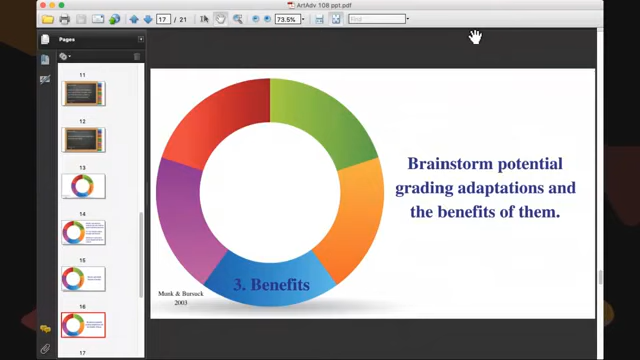 ArtAdv 108 ppt.pdf
17 / 21
73.5%
Find
Pages
11
12
13
14
15
16
17
Brainstorm potential
grading adaptations and
the benefits of them.
3. Benefits
Munk & Bursuck
2003